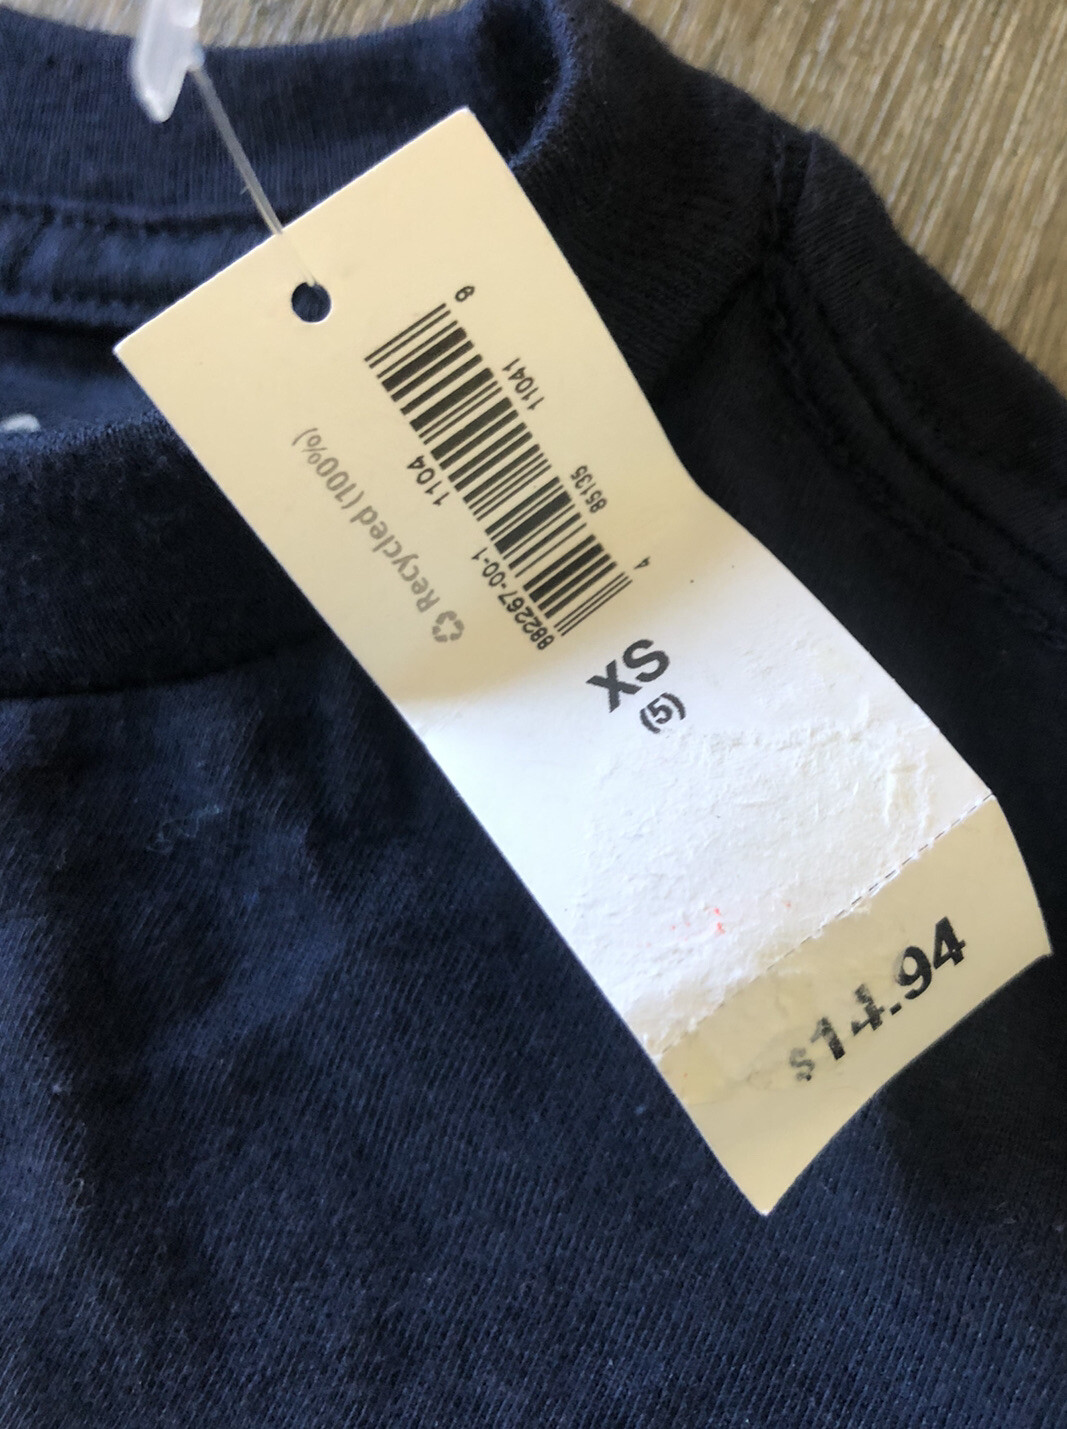 ♻ Recycled (100%)
882267-00-1 1104
4 85135 11041 9
XS
(5)
$14.94